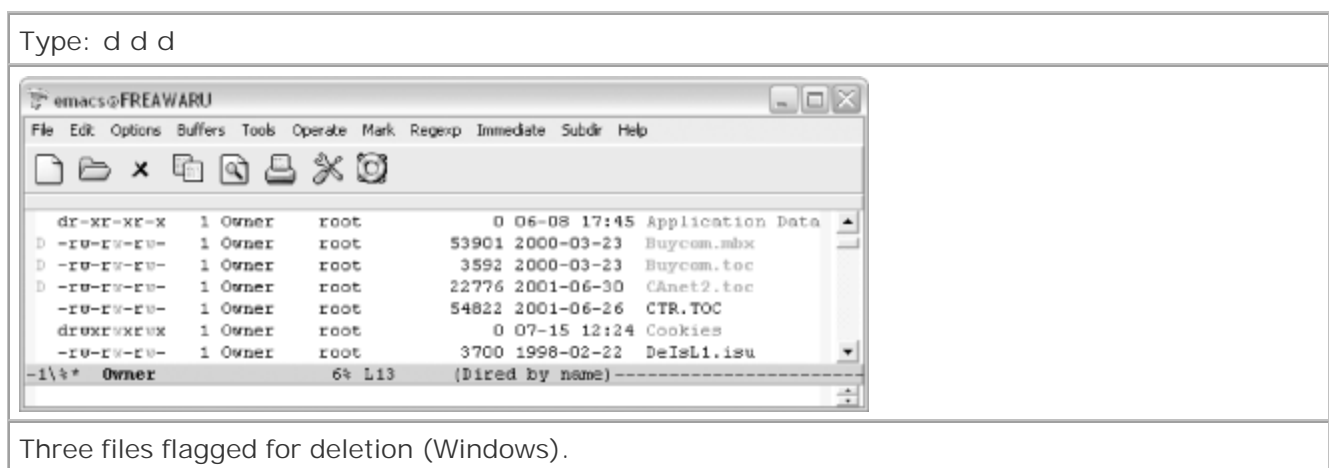 Type: d d d
emacs@FREAWARU
File Edit Options Buffers Tools Operate Mark Regexp Immediate Subdir Help
dr-xr-xr-x 1 Owner root 0 06-08 17:45 Application Data
D -rw-rw-rw- 1 Owner root 53901 2000-03-23 Buycom.mbx
D -rw-rw-rw- 1 Owner root 3592 2000-03-23 Buycom.toc
D -rw-rw-rw- 1 Owner root 22776 2001-06-30 CAnet2.toc
-rw-rw-rw- 1 Owner root 54822 2001-06-26 CTR.TOC
drwxrwxrwx 1 Owner root 0 07-15 12:24 Cookies
-rw-rw-rw- 1 Owner root 3700 1998-02-22 DeIsL1.isu
-1\%* Owner 6% L13 (Dired by name)-----------------------
Three files flagged for deletion (Windows).